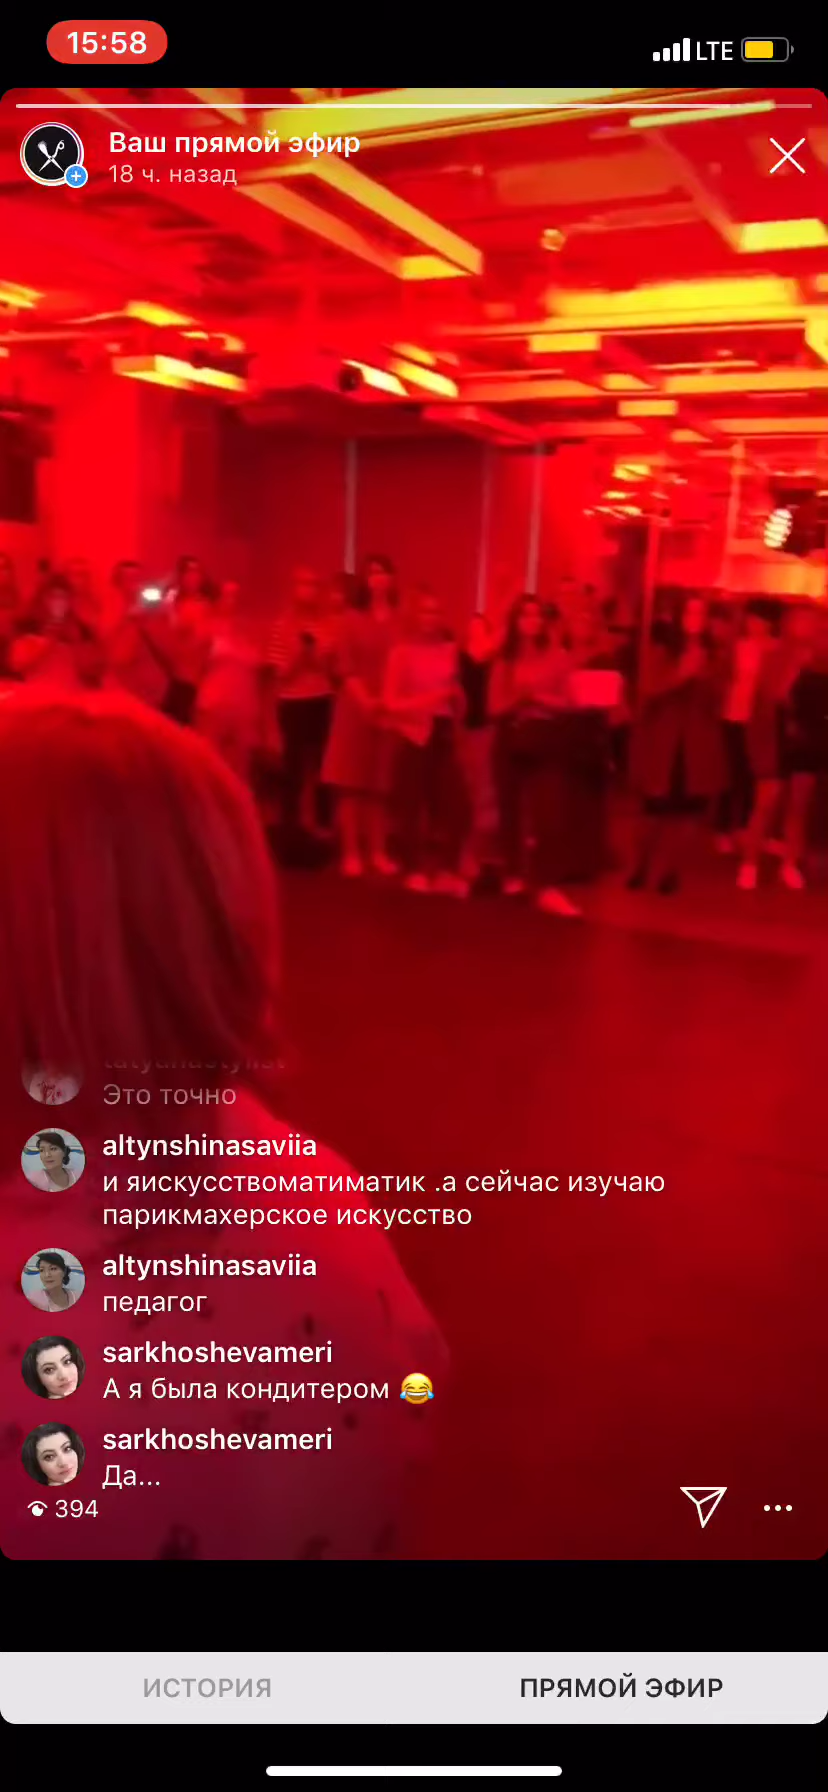 15:58
LTE
Ваш прямой эфир
18 ч. назад
tatyanastylist
Это точно
altynshinasaviia
и яискусствоматиматик .а сейчас изучаю
парикмахерское искусство
altynshinasaviia
педагог
sarkhoshevameri
А я была кондитером 😂
sarkhoshevameri
Да...
394
ИСТОРИЯ
ПРЯМОЙ ЭФИР